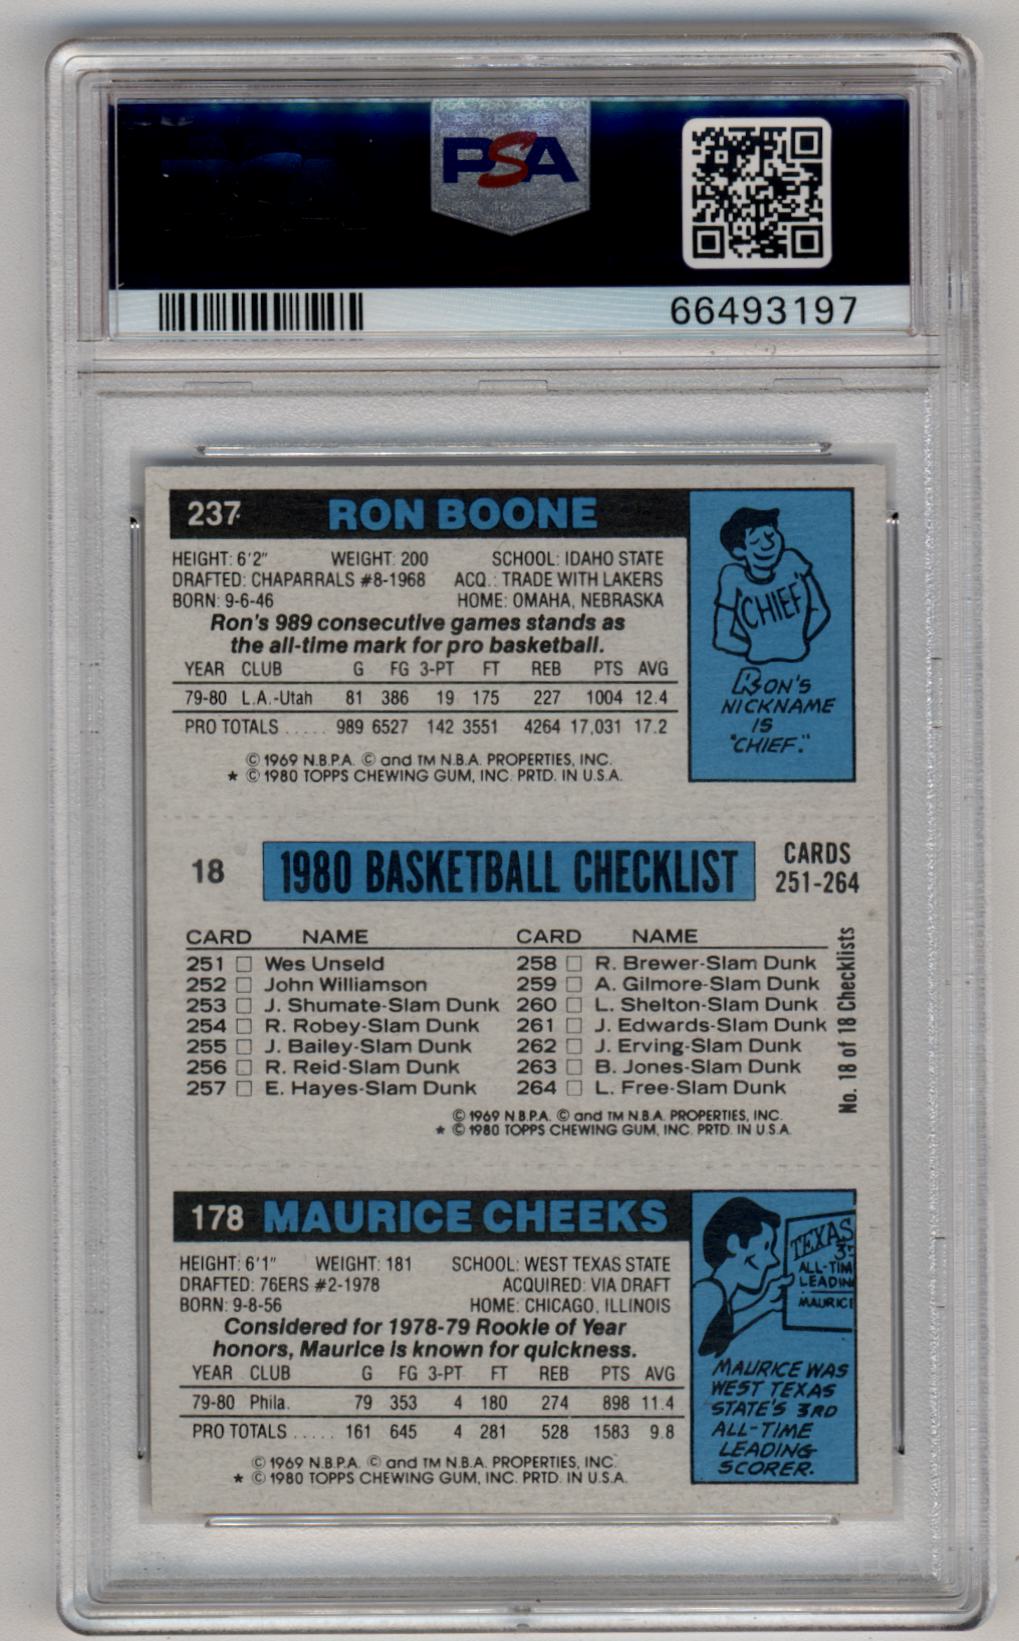 PSA
66493197
237 RON BOONE
HEIGHT: 6'2" WEIGHT: 200 SCHOOL: IDAHO STATE
DRAFTED: CHAPARRALS #8-1968 ACQ.: TRADE WITH LAKERS
BORN: 9-6-46 HOME: OMAHA, NEBRASKA
Ron's 989 consecutive games stands as
the all-time mark for pro basketball.
YEAR CLUB G FG 3-PT FT REB PTS AVG
79-80 L.A.-Utah 81 386 19 175 227 1004 12.4
PRO TOTALS ..... 989 6527 142 3551 4264 17,031 17.2
© 1969 N.B.P.A. © and TM N.B.A. PROPERTIES, INC.
* © 1980 TOPPS CHEWING GUM, INC. PRTD. IN U.S.A.
CHIEF
RON'S
NICKNAME
IS
"CHIEF."
18 1980 BASKETBALL CHECKLIST CARDS
251-264
CARD NAME CARD NAME
251 □ Wes Unseld 258 □ R. Brewer-Slam Dunk
252 □ John Williamson 259 □ A. Gilmore-Slam Dunk
253 □ J. Shumate-Slam Dunk 260 □ L. Shelton-Slam Dunk
254 □ R. Robey-Slam Dunk 261 □ J. Edwards-Slam Dunk
255 □ J. Bailey-Slam Dunk 262 □ J. Erving-Slam Dunk
256 □ R. Reid-Slam Dunk 263 □ B. Jones-Slam Dunk
257 □ E. Hayes-Slam Dunk 264 □ L. Free-Slam Dunk
No. 18 of 18 Checklists
© 1969 N.B.P.A. © and TM N.B.A. PROPERTIES, INC.
* © 1980 TOPPS CHEWING GUM, INC. PRTD. IN U.S.A.
178 MAURICE CHEEKS
HEIGHT: 6'1" WEIGHT: 181 SCHOOL: WEST TEXAS STATE
DRAFTED: 76ERS #2-1978 ACQUIRED: VIA DRAFT
BORN: 9-8-56 HOME: CHICAGO, ILLINOIS
Considered for 1978-79 Rookie of Year
honors, Maurice is known for quickness.
YEAR CLUB G FG 3-PT FT REB PTS AVG
79-80 Phila. 79 353 4 180 274 898 11.4
PRO TOTALS ..... 161 645 4 281 528 1583 9.8
© 1969 N.B.P.A. © and TM N.B.A. PROPERTIES, INC.
* © 1980 TOPPS CHEWING GUM, INC. PRTD. IN U.S.A.
TEXAS
ALL-TIM
LEADIN
MAURICE
MAURICE WAS
WEST TEXAS
STATE'S 3RD
ALL-TIME
LEADING
SCORER.